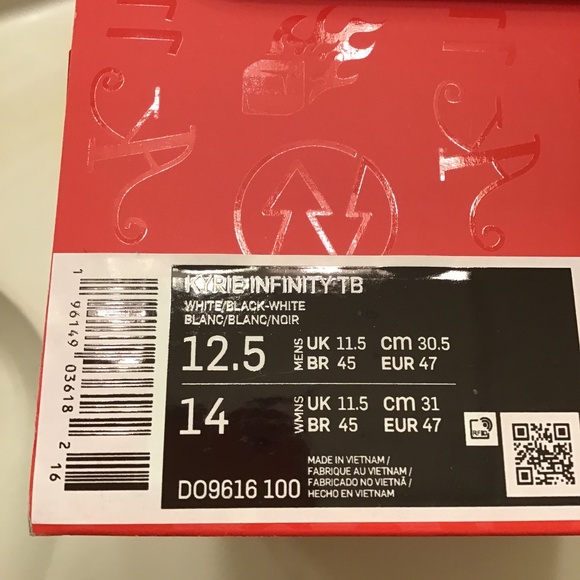 KYRIE INFINITY TB
WHITE/BLACK-WHITE
BLANC/BLANC/NOIR
12.5 MENS UK 11.5 CM 30.5
BR 45 EUR 47
14 WMNS UK 11.5 CM 31
BR 45 EUR 47
RFID
DO9616 100
MADE IN VIETNAM /
FABRIQUE AU VIETNAM /
FABRICADO NO VIETNÃ /
HECHO EN VIETNAM
1 96149 03618 2 16